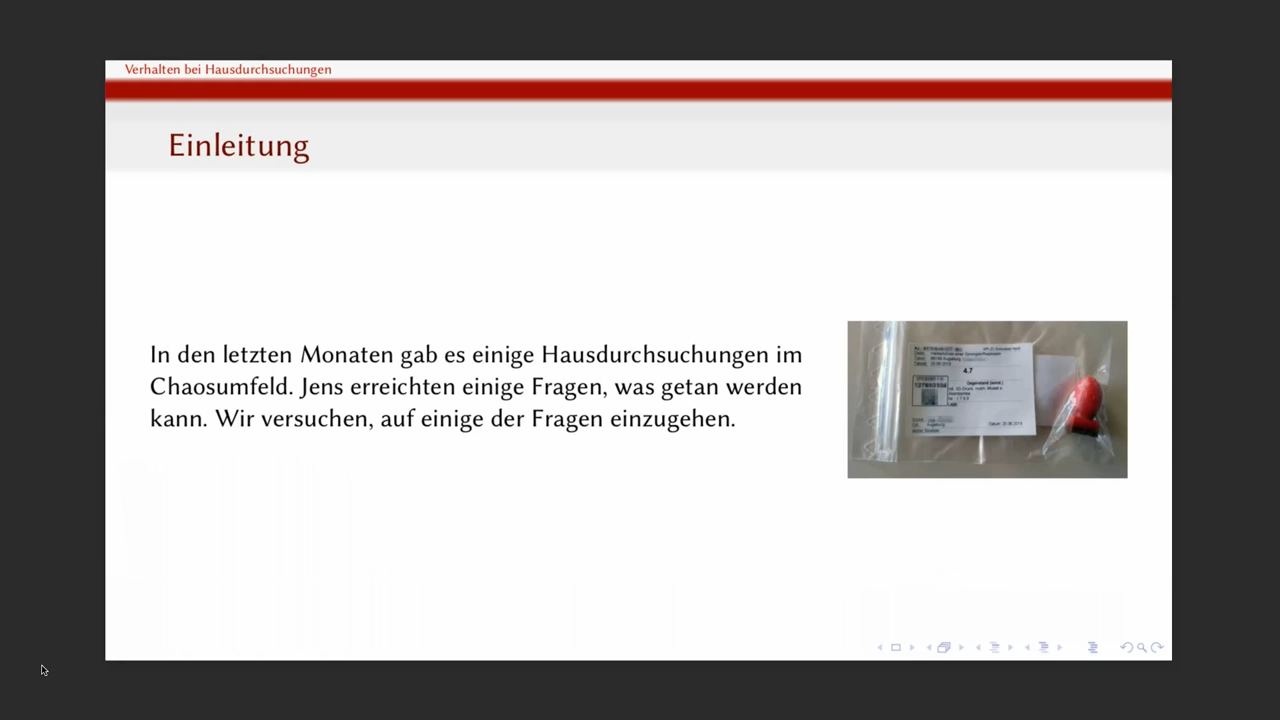 Verhalten bei Hausdurchsuchungen
Einleitung
In den letzten Monaten gab es einige Hausdurchsuchungen im
Chaosumfeld. Jens erreichten einige Fragen, was getan werden
kann. Wir versuchen, auf einige der Fragen einzugehen.
4.7